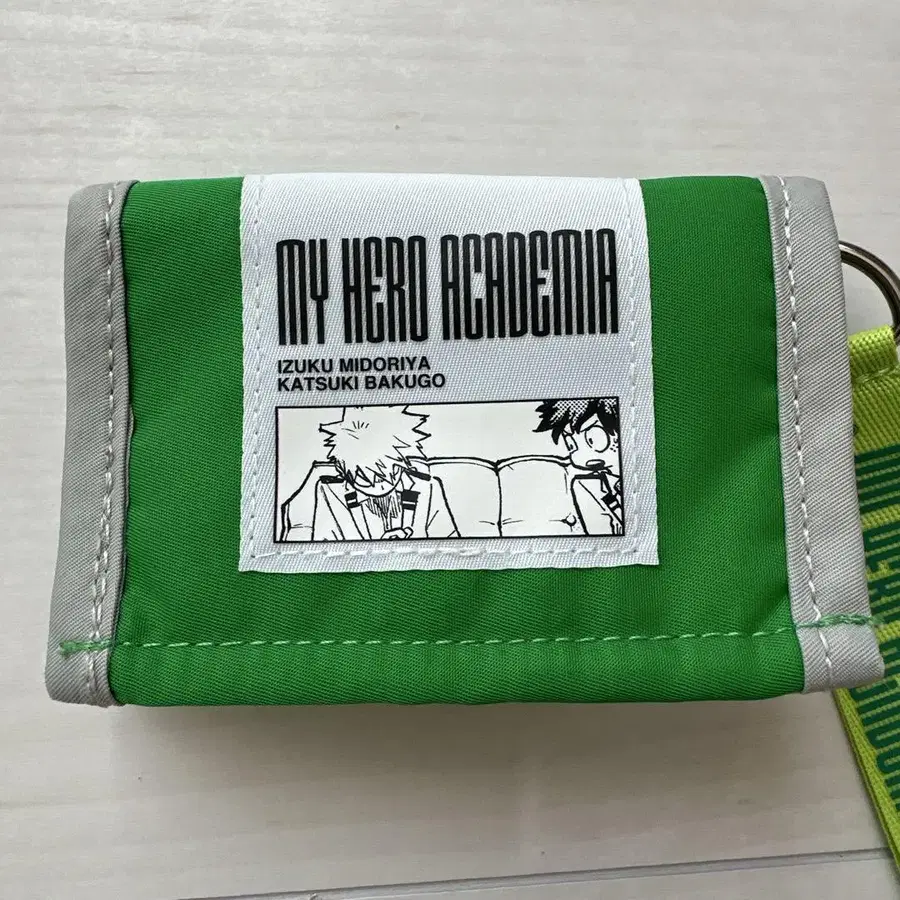 MY HERO ACADEMIA
IZUKU MIDORIYA
KATSUKI BAKUGO